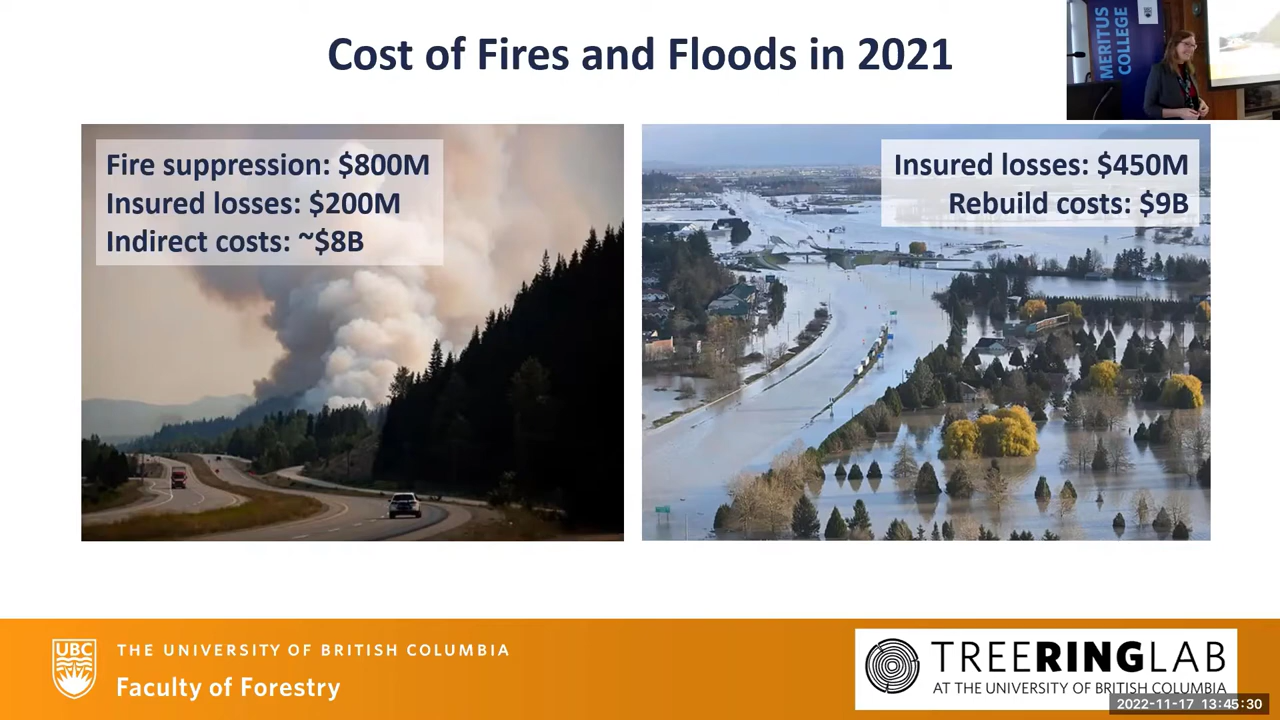 Cost of Fires and Floods in 2021
MERITUS
COLLEGE
Fire suppression: $800M
Insured losses: $200M
Indirect costs: ~$8B
Insured losses: $450M
Rebuild costs: $9B
UBC
THE UNIVERSITY OF BRITISH COLUMBIA
Faculty of Forestry
TREERINGLAB
AT THE UNIVERSITY OF BRITISH COLUMBIA
2022-11-17 13:45:30